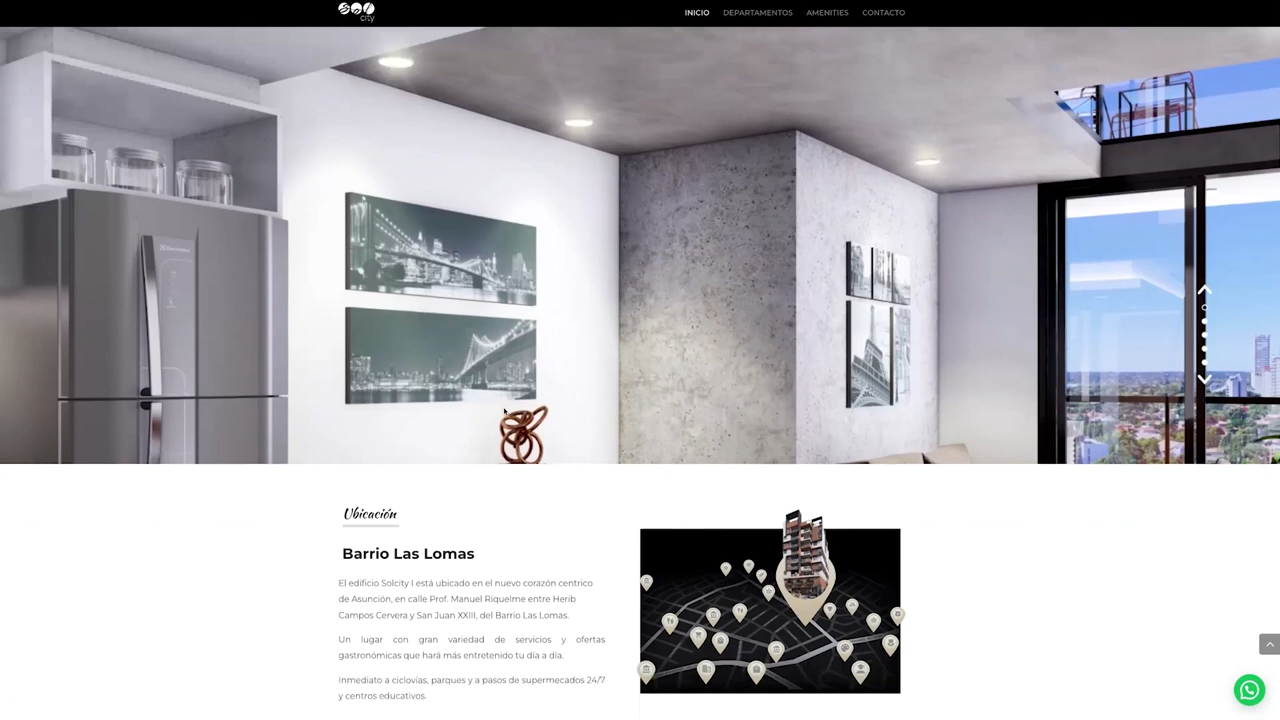 sol
city
INICIO DEPARTAMENTOS AMENITIES CONTACTO
Ubicación
Barrio Las Lomas
El edificio Solcity I está ubicado en el nuevo corazón centrico
de Asunción, en calle Prof. Manuel Riquelme entre Herib
Campos Cervera y San Juan XXIII, del Barrio Las Lomas.
Un lugar con gran variedad de servicios y ofertas
gastronómicas que hará más entretenido tu día a día.
Inmediato a ciclovías, parques y a pasos de supermecados 24/7
y centros educativos.